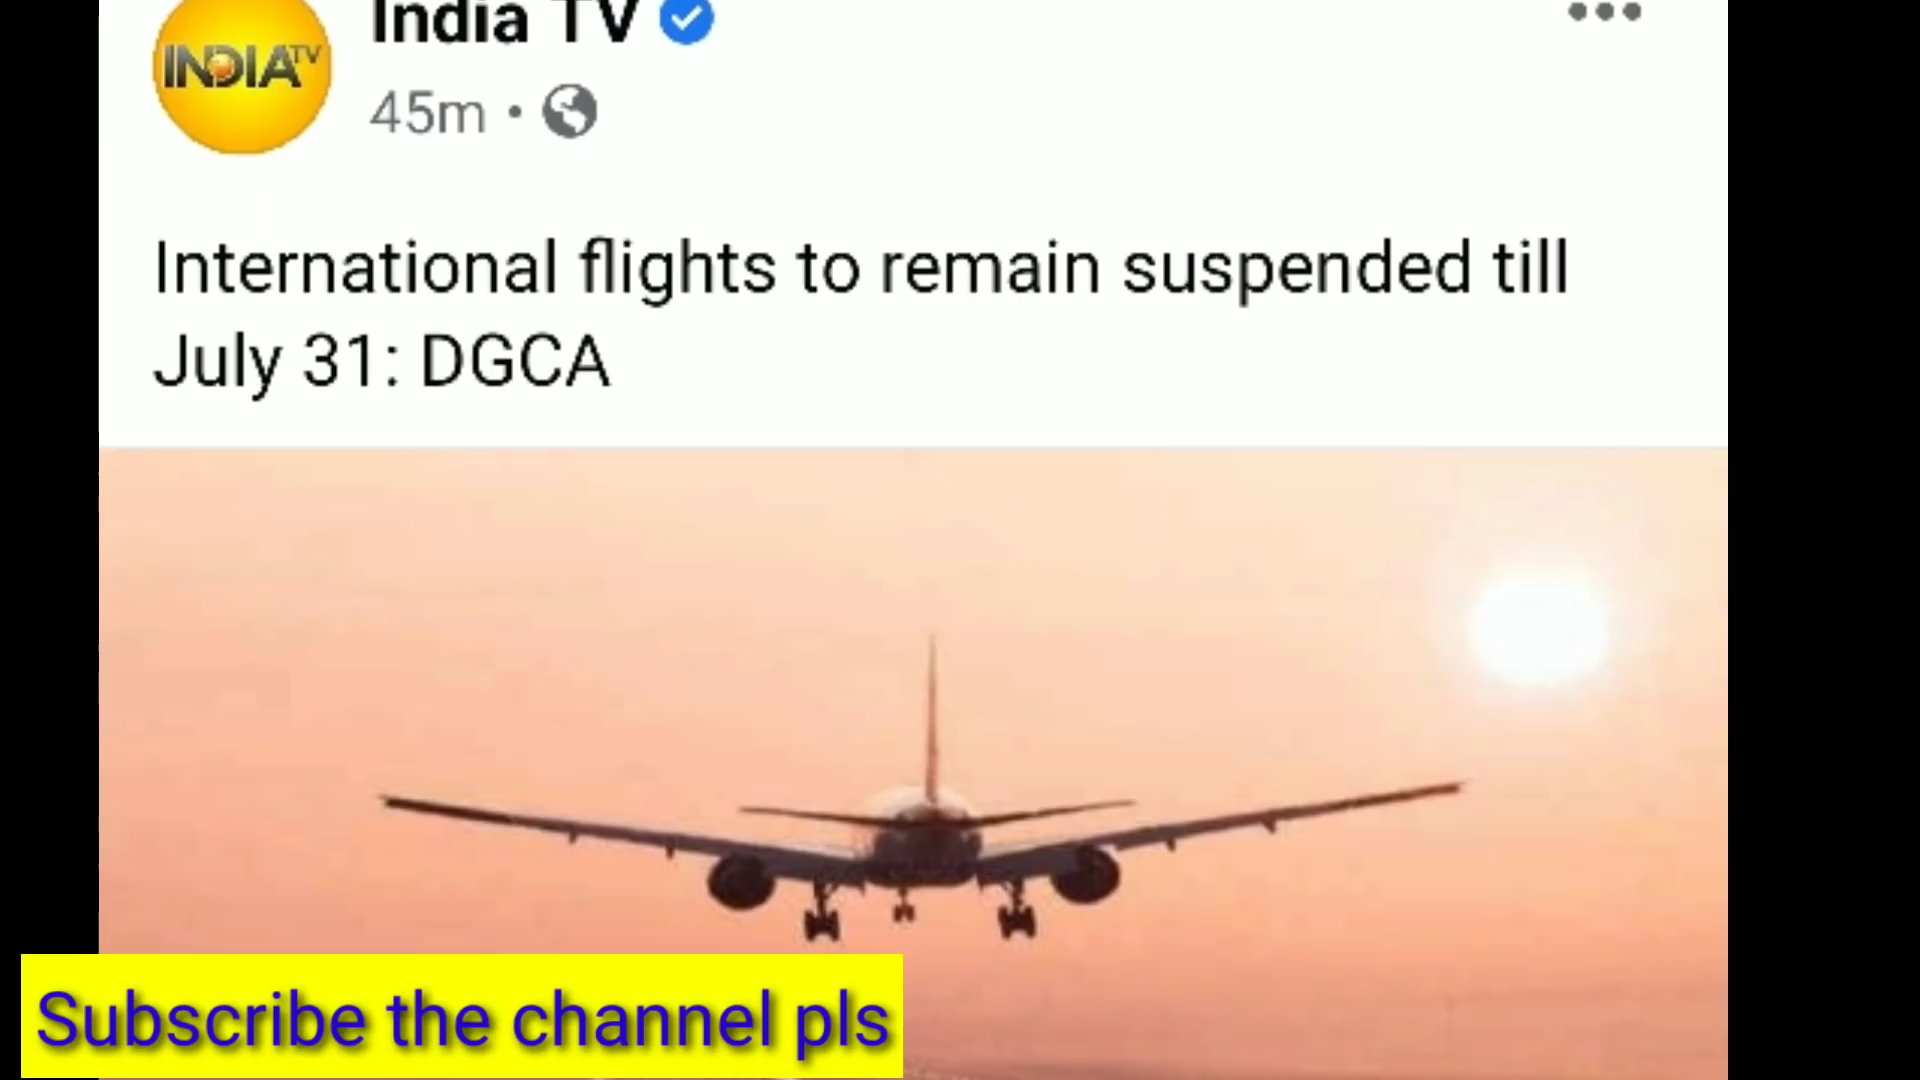 India TV
INDIA TV
45m
International flights to remain suspended till
July 31: DGCA
Subscribe the channel pls